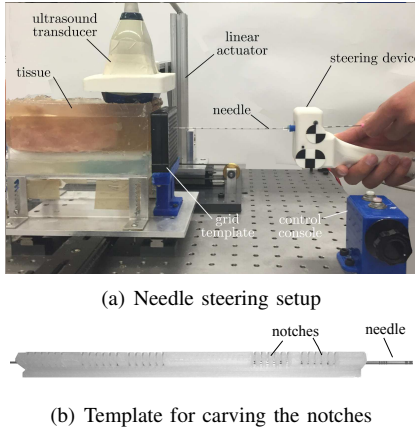 ultrasound
transducer
linear
actuator
steering device
tissue
needle
grid
template
control
console
(a) Needle steering setup
notches
needle
(b) Template for carving the notches